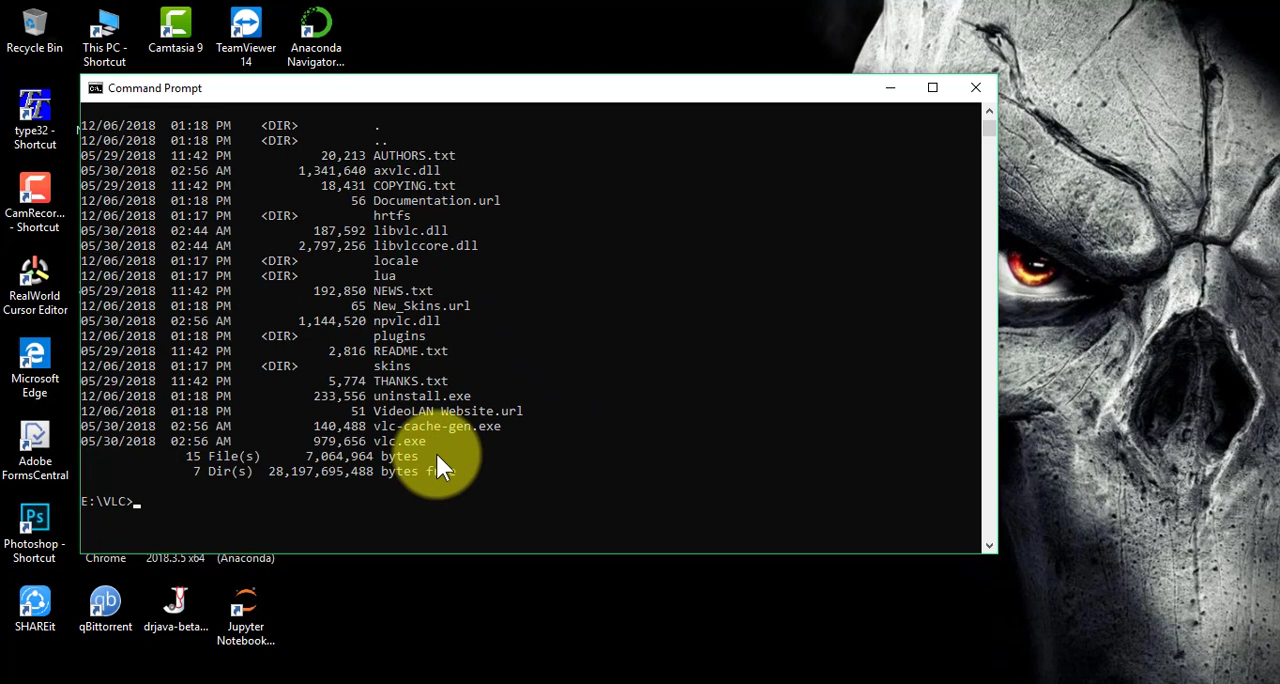 Recycle Bin
This PC - Shortcut
Camtasia 9
TeamViewer 14
Anaconda Navigator...
type32 - Shortcut
CamRecor... - Shortcut
RealWorld Cursor Editor
Microsoft Edge
Adobe FormsCentral
Photoshop - Shortcut
Command Prompt
12/06/2018 01:18 PM <DIR> .
12/06/2018 01:18 PM <DIR> ..
05/29/2018 11:42 PM 20,213 AUTHORS.txt
05/30/2018 02:56 AM 1,341,640 axvlc.dll
05/29/2018 11:42 PM 18,431 COPYING.txt
12/06/2018 01:18 PM 56 Documentation.url
12/06/2018 01:17 PM <DIR> hrtfs
05/30/2018 02:44 AM 187,592 libvlc.dll
05/30/2018 02:44 AM 2,797,256 libvlccore.dll
12/06/2018 01:17 PM <DIR> locale
12/06/2018 01:17 PM <DIR> lua
05/29/2018 11:42 PM 192,850 NEWS.txt
12/06/2018 01:18 PM 65 New_Skins.url
05/30/2018 02:56 AM 1,144,520 npvlc.dll
12/06/2018 01:18 PM <DIR> plugins
05/29/2018 11:42 PM 2,816 README.txt
12/06/2018 01:17 PM <DIR> skins
05/29/2018 11:42 PM 5,774 THANKS.txt
12/06/2018 01:18 PM 233,556 uninstall.exe
12/06/2018 01:18 PM 51 VideoLAN Website.url
05/30/2018 02:56 AM 140,488 vlc-cache-gen.exe
05/30/2018 02:56 AM 979,656 vlc.exe
15 File(s) 7,064,964 bytes
7 Dir(s) 28,197,695,488 bytes
E:\VLC>
Chrome
2018.3.5 x64
(Anaconda)
SHAREit
qBittorrent
drjava-beta...
Jupyter Notebook...